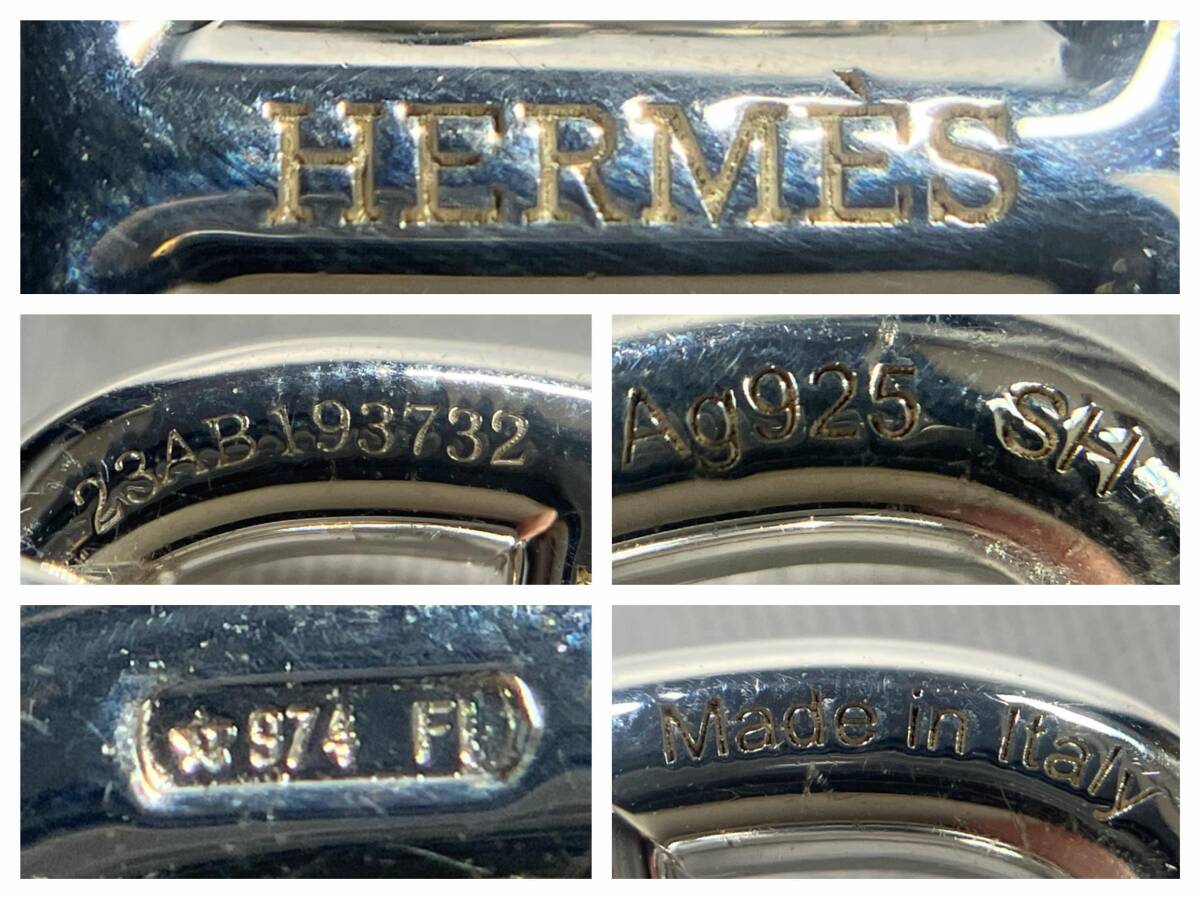 HERMÈS
23AB193732
Ag925 SH
☆974 FI
Made in Italy